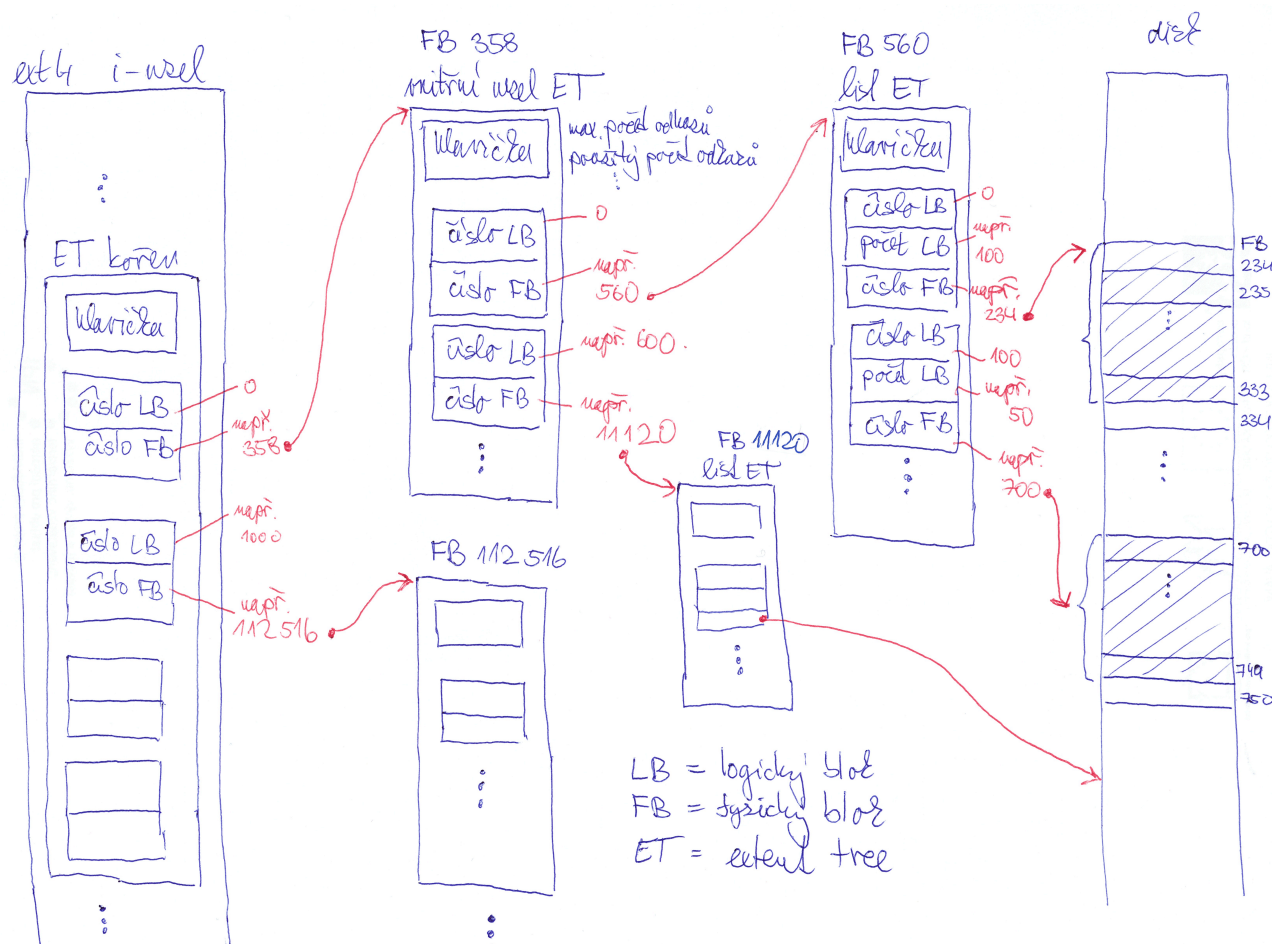 ext4 i-uzel
ET kořen
hlavička
číslo LB
0
číslo FB
např.
358
číslo LB
např.
1000
číslo FB
např.
112516
FB 358
vnitřní uzel ET
hlavička
max. počet odkazů
použitý počet odkazů
číslo LB
0
číslo FB
např.
560
číslo LB
např. 600.
číslo FB
např.
11120
FB 112516
FB 11120
list ET
FB 560
list ET
hlavička
číslo LB
0
počet LB
např.
100
číslo FB
např.
234
číslo LB
100
počet LB
např.
50
číslo FB
např.
700
disk
FB
234
235
333
334
700
749
750
LB = logický blok
FB = fyzický blok
ET = extent tree